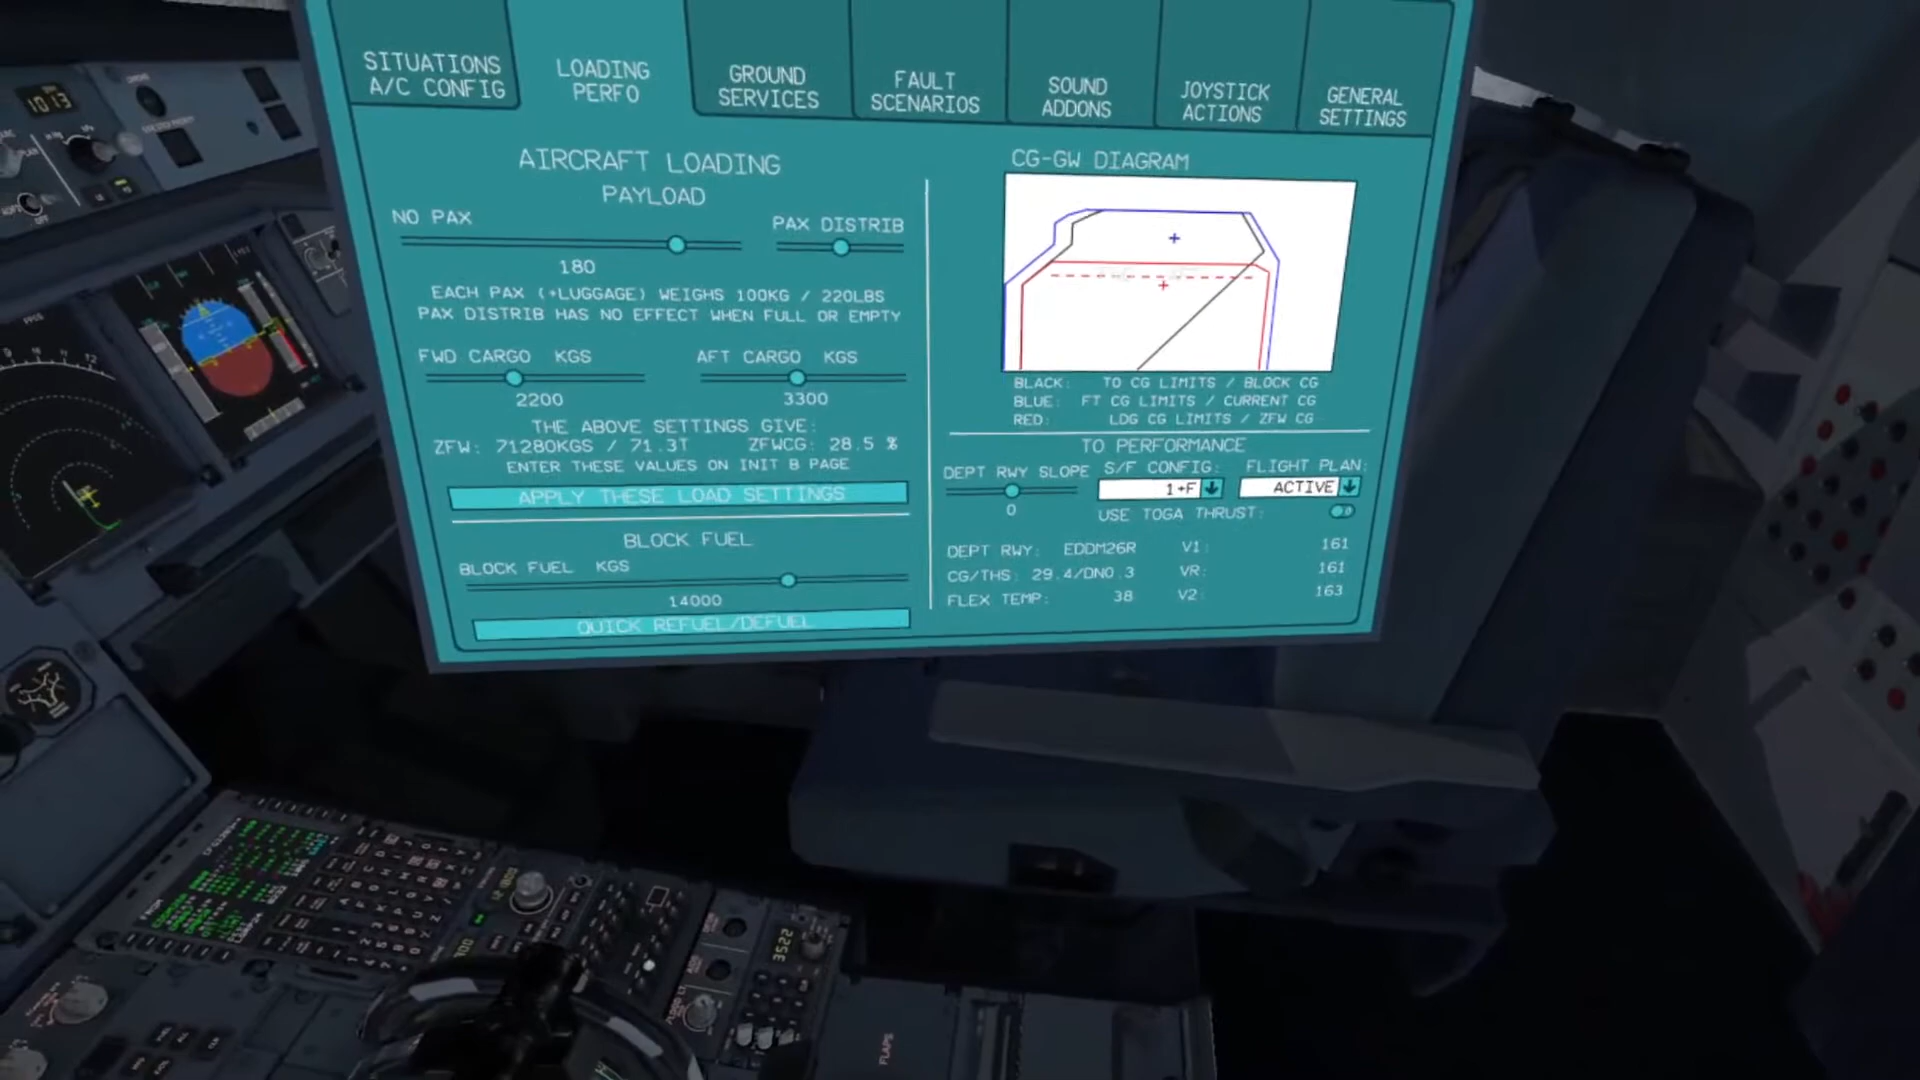 SITUATIONS
A/C CONFIG
LOADING
PERFO
GROUND
SERVICES
FAULT
SCENARIOS
SOUND
ADDONS
JOYSTICK
ACTIONS
GENERAL
SETTINGS
AIRCRAFT LOADING
PAYLOAD
NO PAX
PAX DISTRIB
180
EACH PAX (+LUGGAGE) WEIGHS 100KG / 220LBS
PAX DISTRIB HAS NO EFFECT WHEN FULL OR EMPTY
FWD CARGO KGS
AFT CARGO KGS
2200
3300
THE ABOVE SETTINGS GIVE:
ZFW: 71280KGS / 71.3T ZFWCG: 28.5 %
ENTER THESE VALUES ON INIT B PAGE
APPLY THESE LOAD SETTINGS
BLOCK FUEL
BLOCK FUEL KGS
14000
QUICK REFUEL/DEFUEL
CG-GW DIAGRAM
BLACK: TO CG LIMITS / BLOCK CG
BLUE: FT CG LIMITS / CURRENT CG
RED: LDG CG LIMITS / ZFW CG
TO PERFORMANCE
DEPT RWY SLOPE
0
S/F CONFIG:
1+F
FLIGHT PLAN:
ACTIVE
USE TOGA THRUST:
DEPT RWY: EDDM26R V1: 161
CG/THS: 29.4/DN0.3 VR: 161
FLEX TEMP: 38 V2: 163
1013
3522
FLAPS